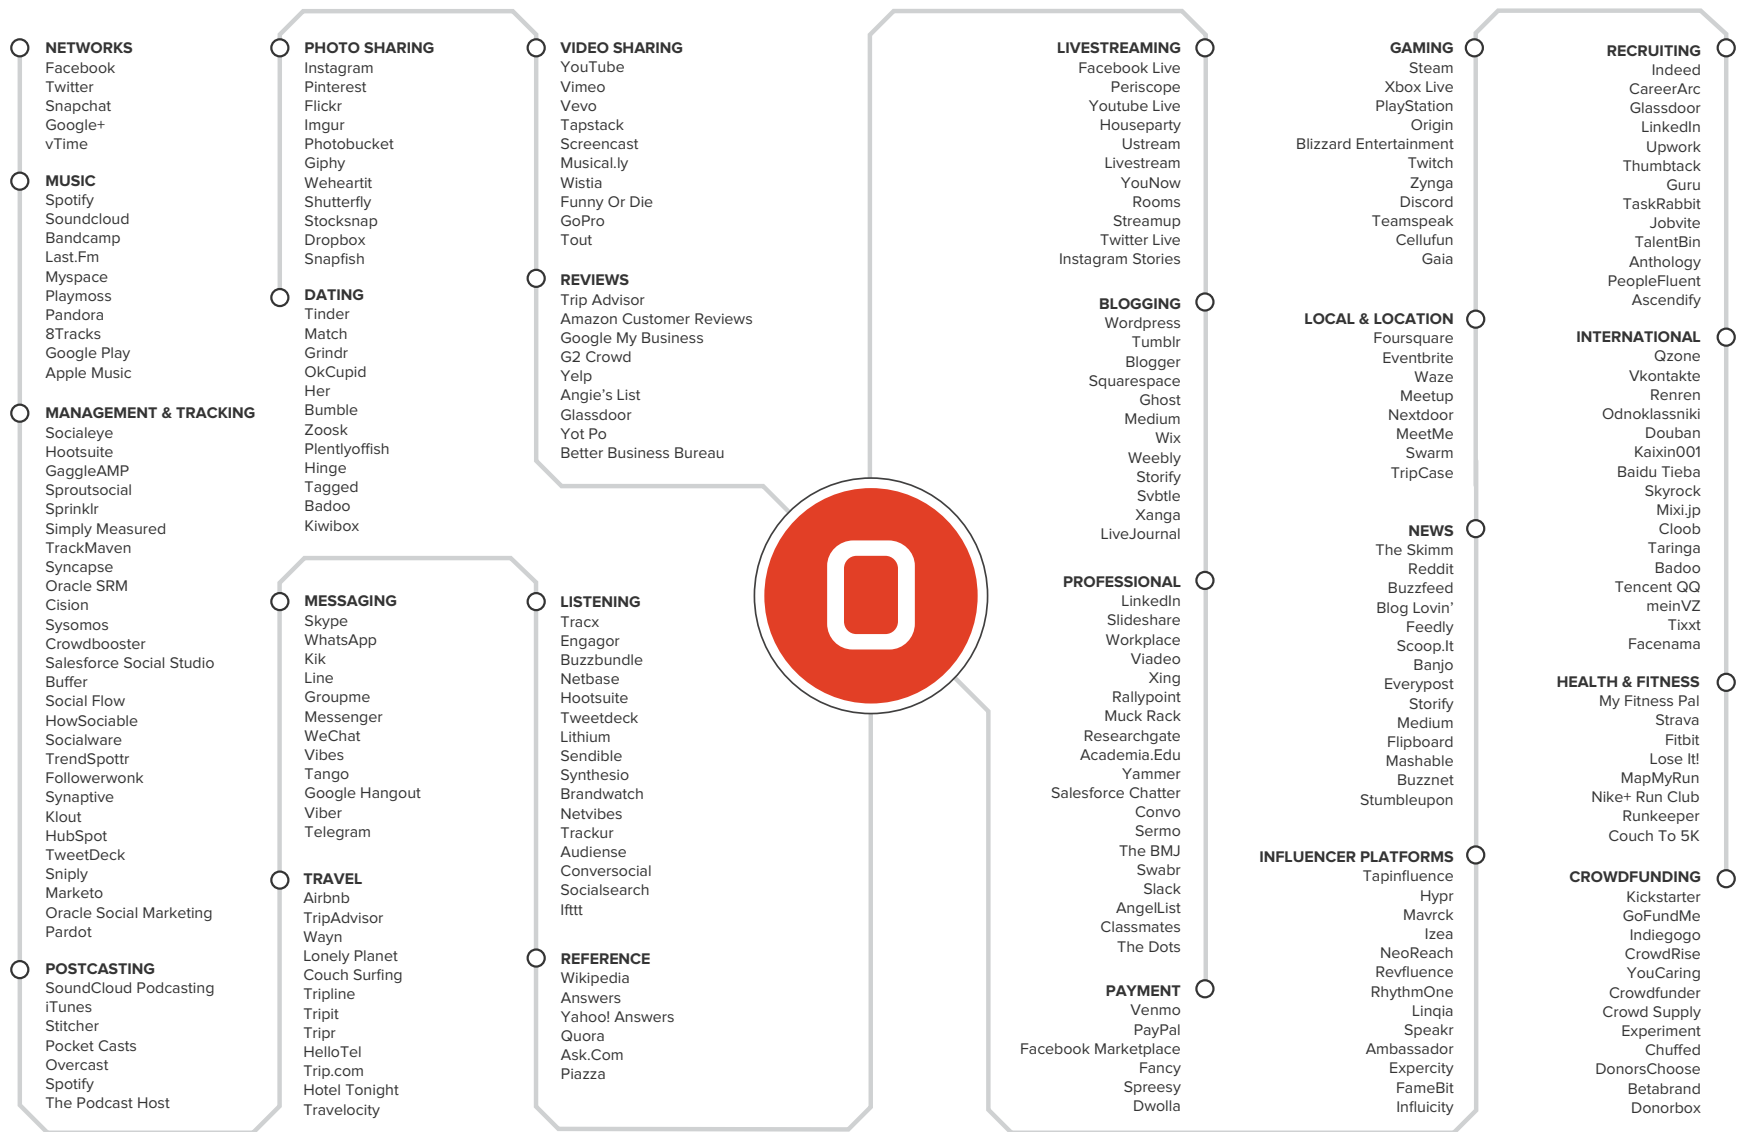 NETWORKS
Facebook
Twitter
Snapchat
Google+
vTime
MUSIC
Spotify
Soundcloud
Bandcamp
Last.Fm
Myspace
Playmoss
Pandora
8Tracks
Google Play
Apple Music
MANAGEMENT & TRACKING
Socialeye
Hootsuite
GaggleAMP
Sproutsocial
Sprinklr
Simply Measured
TrackMaven
Syncapse
Oracle SRM
Cision
Sysomos
Crowdbooster
Salesforce Social Studio
Buffer
Social Flow
HowSociable
Socialware
TrendSpottr
Followerwonk
Synaptive
Klout
HubSpot
TweetDeck
Sniply
Marketo
Oracle Social Marketing
Pardot
POSTCASTING
SoundCloud Podcasting
iTunes
Stitcher
Pocket Casts
Overcast
Spotify
The Podcast Host
PHOTO SHARING
Instagram
Pinterest
Flickr
Imgur
Photobucket
Giphy
Weheartit
Shutterfly
Stocksnap
Dropbox
Snapfish
DATING
Tinder
Match
Grindr
OkCupid
Her
Bumble
Zoosk
Plentlyoffish
Hinge
Tagged
Badoo
Kiwibox
MESSAGING
Skype
WhatsApp
Kik
Line
Groupme
Messenger
WeChat
Vibes
Tango
Google Hangout
Viber
Telegram
TRAVEL
Airbnb
TripAdvisor
Wayn
Lonely Planet
Couch Surfing
Tripline
Tripit
Tripr
HelloTel
Trip.com
Hotel Tonight
Travelocity
VIDEO SHARING
YouTube
Vimeo
Vevo
Tapstack
Screencast
Musical.ly
Wistia
Funny Or Die
GoPro
Tout
REVIEWS
Trip Advisor
Amazon Customer Reviews
Google My Business
G2 Crowd
Yelp
Angie's List
Glassdoor
Yot Po
Better Business Bureau
LISTENING
Tracx
Engagor
Buzzbundle
Netbase
Hootsuite
Tweetdeck
Lithium
Sendible
Synthesio
Brandwatch
Netvibes
Trackur
Audiense
Conversocial
Socialsearch
Ifttt
REFERENCE
Wikipedia
Answers
Yahoo! Answers
Quora
Ask.Com
Piazza
O
LIVESTREAMING
Facebook Live
Periscope
Youtube Live
Houseparty
Ustream
Livestream
YouNow
Rooms
Streamup
Twitter Live
Instagram Stories
BLOGGING
Wordpress
Tumblr
Blogger
Squarespace
Ghost
Medium
Wix
Weebly
Storify
Svbtle
Xanga
LiveJournal
PROFESSIONAL
LinkedIn
Slideshare
Workplace
Viadeo
Xing
Rallypoint
Muck Rack
Researchgate
Academia.Edu
Yammer
Salesforce Chatter
Convo
Sermo
The BMJ
Swabr
Slack
AngelList
Classmates
The Dots
PAYMENT
Venmo
PayPal
Facebook Marketplace
Fancy
Spreesy
Dwolla
GAMING
Steam
Xbox Live
PlayStation
Origin
Blizzard Entertainment
Twitch
Zynga
Discord
Teamspeak
Cellufun
Gaia
LOCAL & LOCATION
Foursquare
Eventbrite
Waze
Meetup
Nextdoor
MeetMe
Swarm
TripCase
NEWS
The Skimm
Reddit
Buzzfeed
Blog Lovin'
Feedly
Scoop.It
Banjo
Everypost
Storify
Medium
Flipboard
Mashable
Buzznet
Stumbleupon
INFLUENCER PLATFORMS
Tapinfluence
Hypr
Mavrck
Izea
NeoReach
Revfluence
RhythmOne
Linqia
Speakr
Ambassador
Expercity
FameBit
Influicity
RECRUITING
Indeed
CareerArc
Glassdoor
LinkedIn
Upwork
Thumbtack
Guru
TaskRabbit
Jobvite
TalentBin
Anthology
PeopleFluent
Ascendify
INTERNATIONAL
Qzone
Vkontakte
Renren
Odnoklassniki
Douban
Kaixin001
Baidu Tieba
Skyrock
Mixi.jp
Cloob
Taringa
Badoo
Tencent QQ
meinVZ
Tixxt
Facenama
HEALTH & FITNESS
My Fitness Pal
Strava
Fitbit
Lose It!
MapMyRun
Nike+ Run Club
Runkeeper
Couch To 5K
CROWDFUNDING
Kickstarter
GoFundMe
Indiegogo
CrowdRise
YouCaring
Crowdfunder
Crowd Supply
Experiment
Chuffed
DonorsChoose
Betabrand
Donorbox